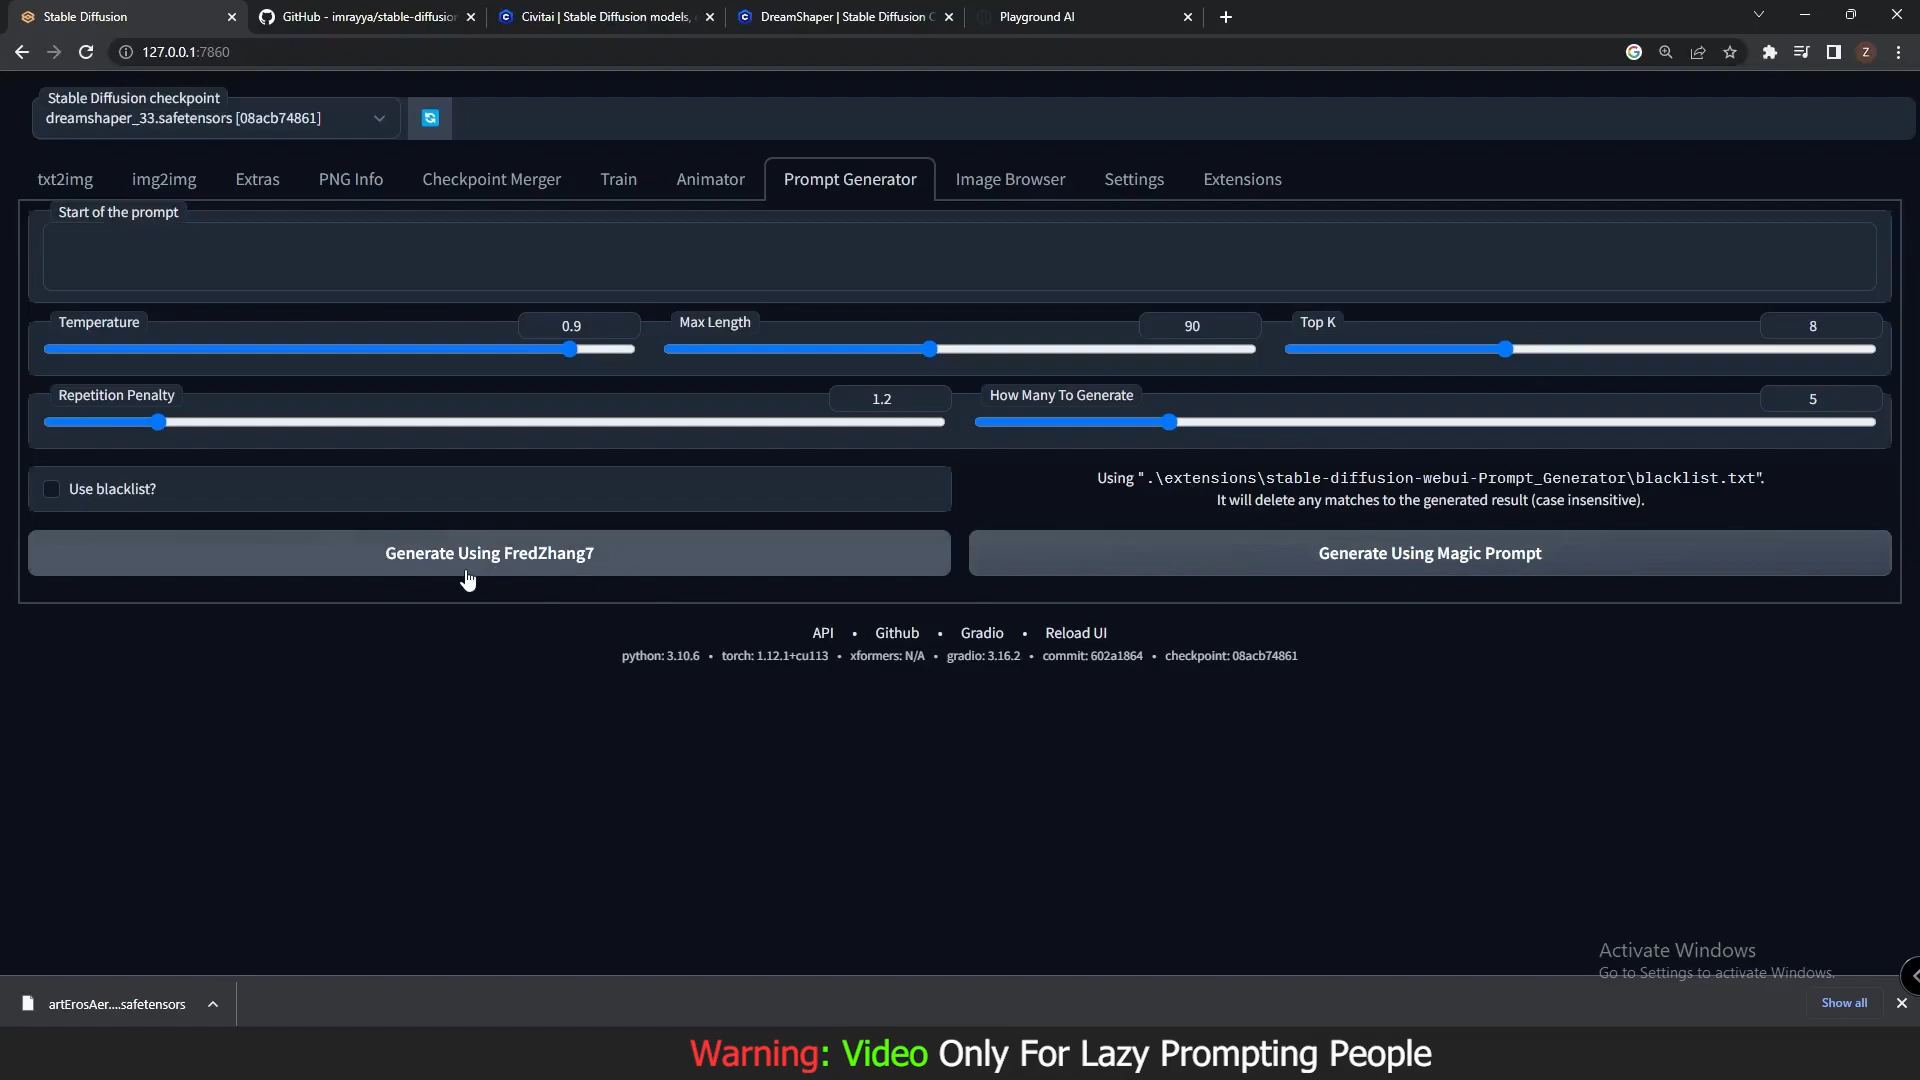 Stable Diffusion
GitHub - imrayya/stable-diffusion
Civitai | Stable Diffusion models,
DreamShaper | Stable Diffusion C
Playground AI
127.0.0.1:7860
Z
Stable Diffusion checkpoint
dreamshaper_33.safetensors [08acb74861]
txt2img
img2img
Extras
PNG Info
Checkpoint Merger
Train
Animator
Prompt Generator
Image Browser
Settings
Extensions
Start of the prompt
Temperature
0.9
Max Length
90
Top K
8
Repetition Penalty
1.2
How Many To Generate
5
Use blacklist?
Using ".\extensions\stable-diffusion-webui-Prompt_Generator\blacklist.txt".
It will delete any matches to the generated result (case insensitive).
Generate Using FredZhang7
Generate Using Magic Prompt
API • Github • Gradio • Reload UI
python: 3.10.6 • torch: 1.12.1+cu113 • xformers: N/A • gradio: 3.16.2 • commit: 602a1864 • checkpoint: 08acb74861
Activate Windows
Go to Settings to activate Windows.
artErosAer....safetensors
Show all
Warning: Video Only For Lazy Prompting People